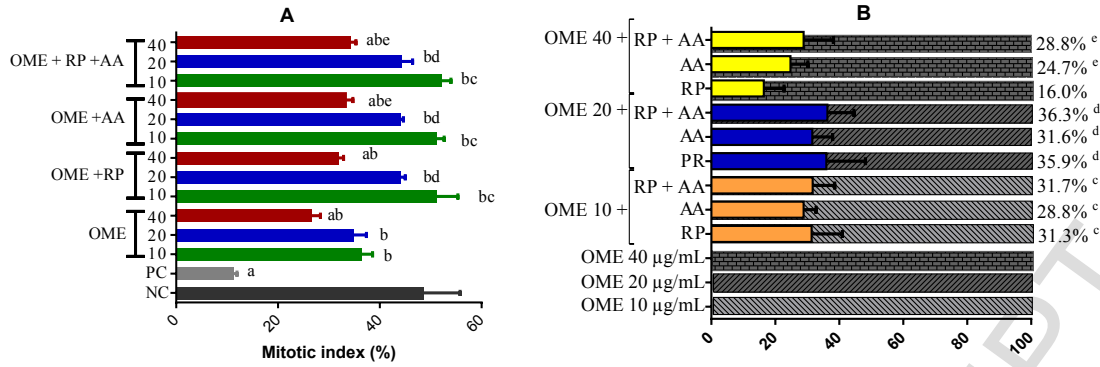 A
OME + RP +AA
40 abe
20 bd
10 bc
OME +AA
40 abe
20 bd
10 bc
OME +RP
40 ab
20 bd
10 bc
OME
40 ab
20 b
10 b
PC a
NC
0 20 40 60
Mitotic index (%)
B
OME 40 +
RP + AA 28.8% e
AA 24.7% e
RP 16.0%
OME 20 +
RP + AA 36.3% d
AA 31.6% d
PR 35.9% d
OME 10 +
RP + AA 31.7% c
AA 28.8% c
RP 31.3% c
OME 40 µg/mL
OME 20 µg/mL
OME 10 µg/mL
0 20 40 60 80 100